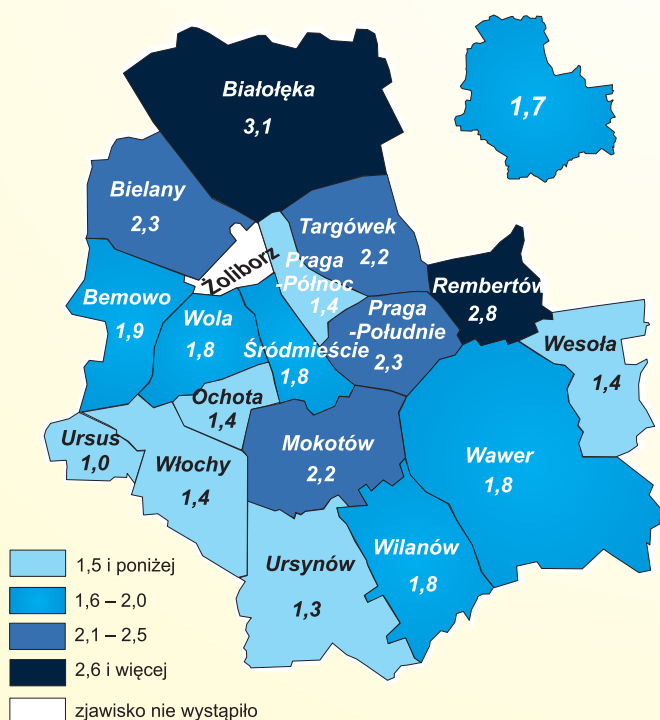 Białołęka
3,1
1,7
Bielany
2,3
Targówek
2,2
Żoliborz
Praga
-Północ
1,4
Rembertów
2,8
Bemowo
1,9
Wola
1,8
Praga
-Południe
2,3
Śródmieście
1,8
Wesoła
1,4
Ochota
1,4
Ursus
1,0
Włochy
1,4
Mokotów
2,2
Wawer
1,8
Wilanów
1,8
Ursynów
1,3
1,5 i poniżej
1,6 – 2,0
2,1 – 2,5
2,6 i więcej
zjawisko nie wystąpiło